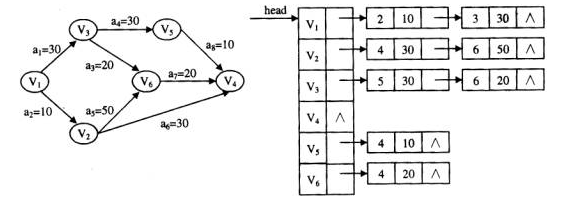 V₃ a₄=30 V₅
a₁=30 a₈=10
a₃=20
V₁ V₆ a₇=20 V₄
a₂=10 a₅=50
a₆=30
V₂
head
V₁ 2 10 3 30 ∧
V₂ 4 30 6 50 ∧
V₃ 5 30 6 20 ∧
V₄ ∧
V₅ 4 10 ∧
V₆ 4 20 ∧